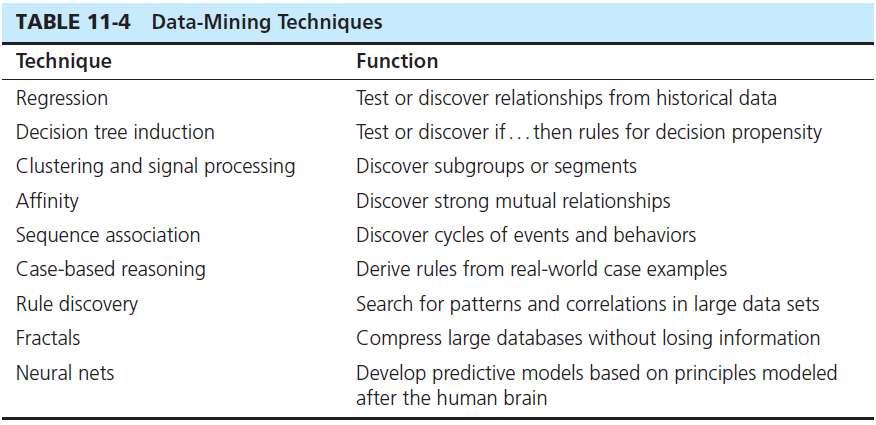 TABLE 11-4 Data-Mining Techniques
Technique Function
Regression Test or discover relationships from historical data
Decision tree induction Test or discover if . . . then rules for decision propensity
Clustering and signal processing Discover subgroups or segments
Affinity Discover strong mutual relationships
Sequence association Discover cycles of events and behaviors
Case-based reasoning Derive rules from real-world case examples
Rule discovery Search for patterns and correlations in large data sets
Fractals Compress large databases without losing information
Neural nets Develop predictive models based on principles modeled
after the human brain